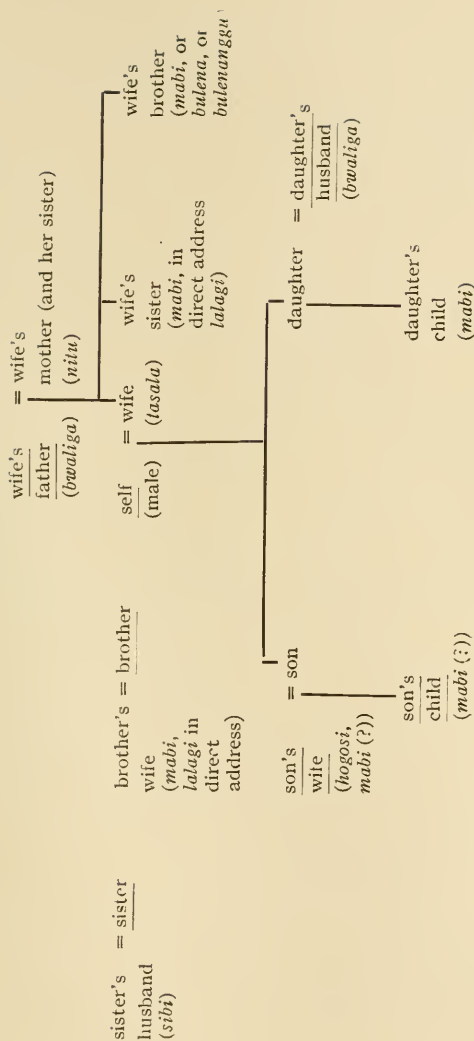 wife's
father
(bwaliga)
= wife's
mother (and her sister)
(nitu)
sister's
husband
(sibi)
= sister
brother's
wife
(mabi,
lalagi in
direct
address)
= brother
self
(male)
= wife
(tasala)
wife's
sister
(mabi, in
direct address
lalagi)
wife's
brother
(mabi, or
bulena, or
bulenanggu)
son's
wife
(hogosi,
mabi (?))
= son
daughter
= daughter's
husband
(bwaliga)
son's
child
(mabi (?))
daughter's
child
(mabi)